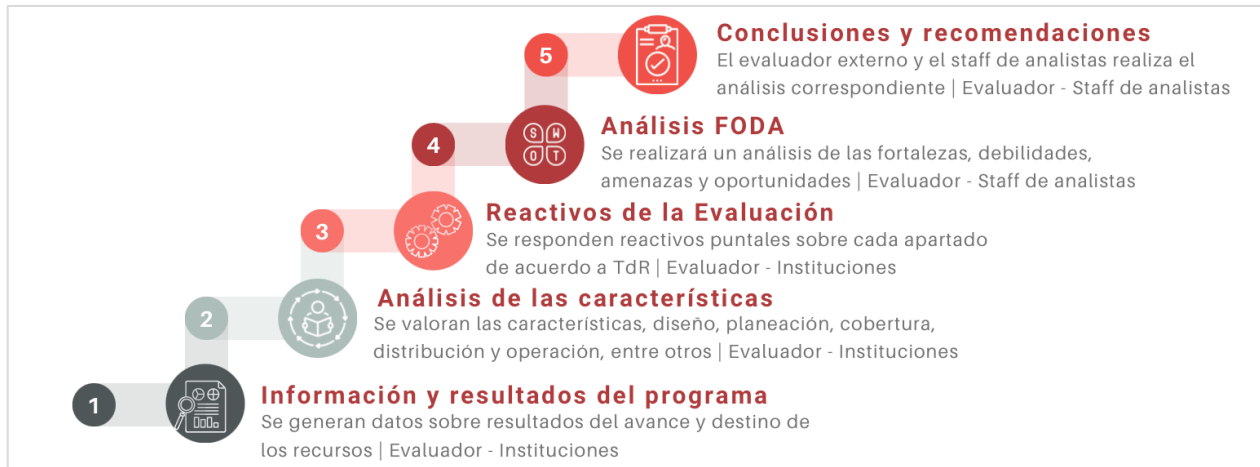 5
Conclusiones y recomendaciones
El evaluador externo y el staff de analistas realiza el
análisis correspondiente | Evaluador - Staff de analistas
4
S W
O T
Análisis FODA
Se realizará un análisis de las fortalezas, debilidades,
amenazas y oportunidades | Evaluador - Staff de analistas
3
Reactivos de la Evaluación
Se responden reactivos puntales sobre cada apartado
de acuerdo a TdR | Evaluador - Instituciones
2
Análisis de las características
Se valoran las características, diseño, planeación, cobertura,
distribución y operación, entre otros | Evaluador - Instituciones
1
Información y resultados del programa
Se generan datos sobre resultados del avance y destino de
los recursos | Evaluador - Instituciones